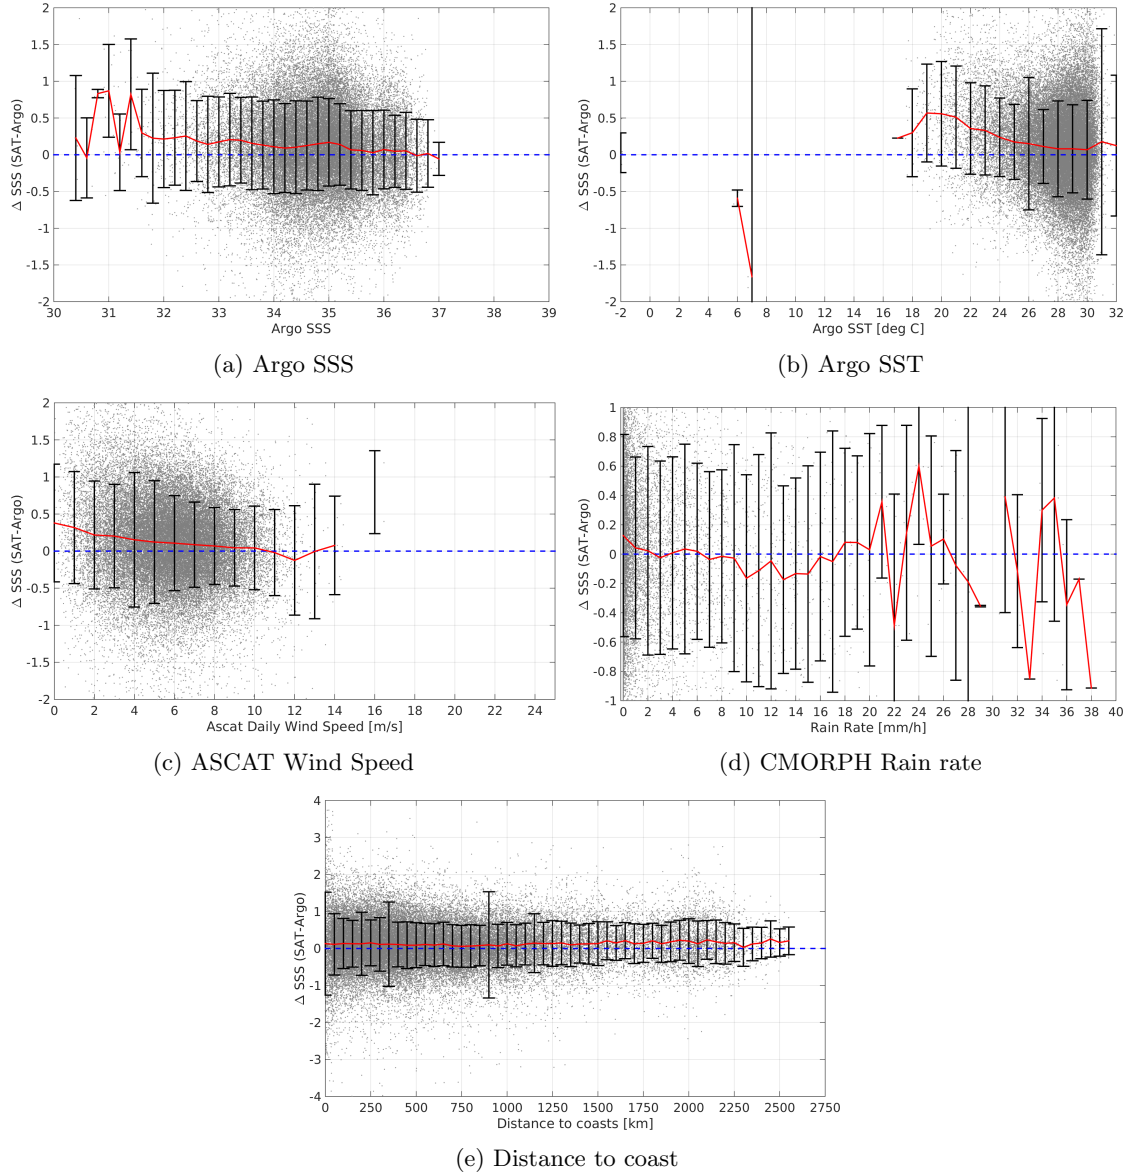 2
1.5
1
0.5
0
-0.5
-1
-1.5
-2
Δ SSS (SAT-Argo)
30 31 32 33 34 35 36 37 38 39
Argo SSS
(a) Argo SSS
2
1.5
1
0.5
0
-0.5
-1
-1.5
-2
Δ SSS (SAT-Argo)
-2 0 2 4 6 8 10 12 14 16 18 20 22 24 26 28 30 32
Argo SST [deg C]
(b) Argo SST
2
1.5
1
0.5
0
-0.5
-1
-1.5
-2
Δ SSS (SAT-Argo)
0 2 4 6 8 10 12 14 16 19 20 22 24
Ascat Daily Wind Speed [m/s]
(c) ASCAT Wind Speed
1
0.8
0.6
0.4
0.2
0
-0.2
-0.4
-0.6
-0.8
-1
Δ SSS (SAT-Argo)
0 2 4 6 8 10 12 14 16 18 20 22 24 26 28 30 32 34 36 38 40
Rain Rate [mm/h]
(d) CMORPH Rain rate
4
3
2
1
0
-1
-2
-3
-4
Δ SSS (SAT-Argo)
0 250 500 750 1000 1250 1500 1750 2000 2250 2500 2750
Distance to coasts [km]
(e) Distance to coast